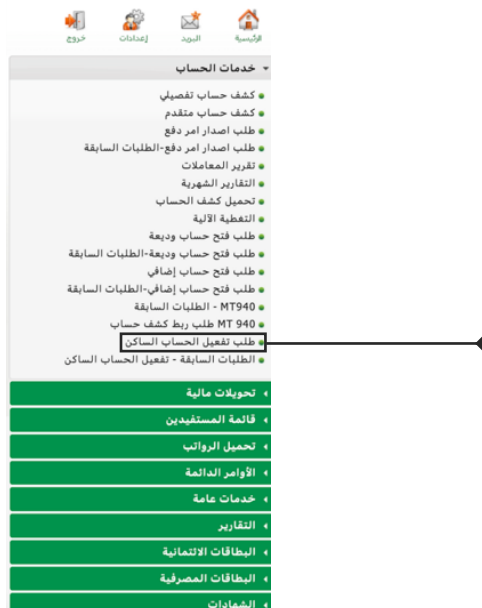 الرئيسية البريد إعدادات خروج
خدمات الحساب
كشف حساب تفصيلي
كشف حساب متقدم
طلب اصدار امر دفع
طلب اصدار امر دفع-الطلبات السابقة
تقرير المعاملات
التقارير الشهرية
تحميل كشف الحساب
التغطية الآلية
طلب فتح حساب وديعة
طلب فتح حساب وديعة-الطلبات السابقة
طلب فتح حساب إضافي
طلب فتح حساب إضافي-الطلبات السابقة
MT940 - الطلبات السابقة
MT 940 طلب ربط كشف حساب
طلب تفعيل الحساب الساكن
الطلبات السابقة - تفعيل الحساب الساكن
تحويلات مالية
قائمة المستفيدين
تحميل الرواتب
الأوامر الدائمة
خدمات عامة
التقارير
البطاقات الائتمانية
البطاقات المصرفية
الشهادات